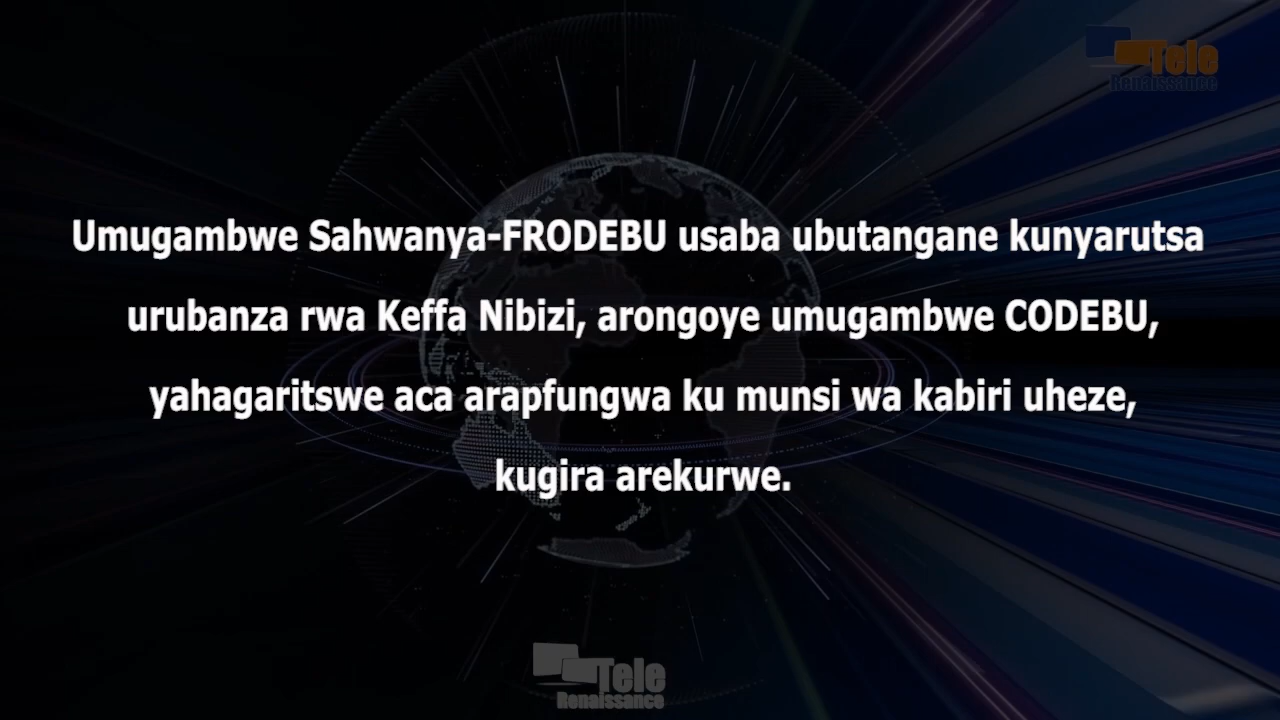 Tele
Renaissance
Umugambwe Sahwanya-FRODEBU usaba ubutangane kunyarutsa
urubanza rwa Keffa Nibizi, arongoye umugambwe CODEBU,
yahagaritswe aca arapfungwa ku munsi wa kabiri uheze,
kugira arekurwe.
Tele
Renaissance